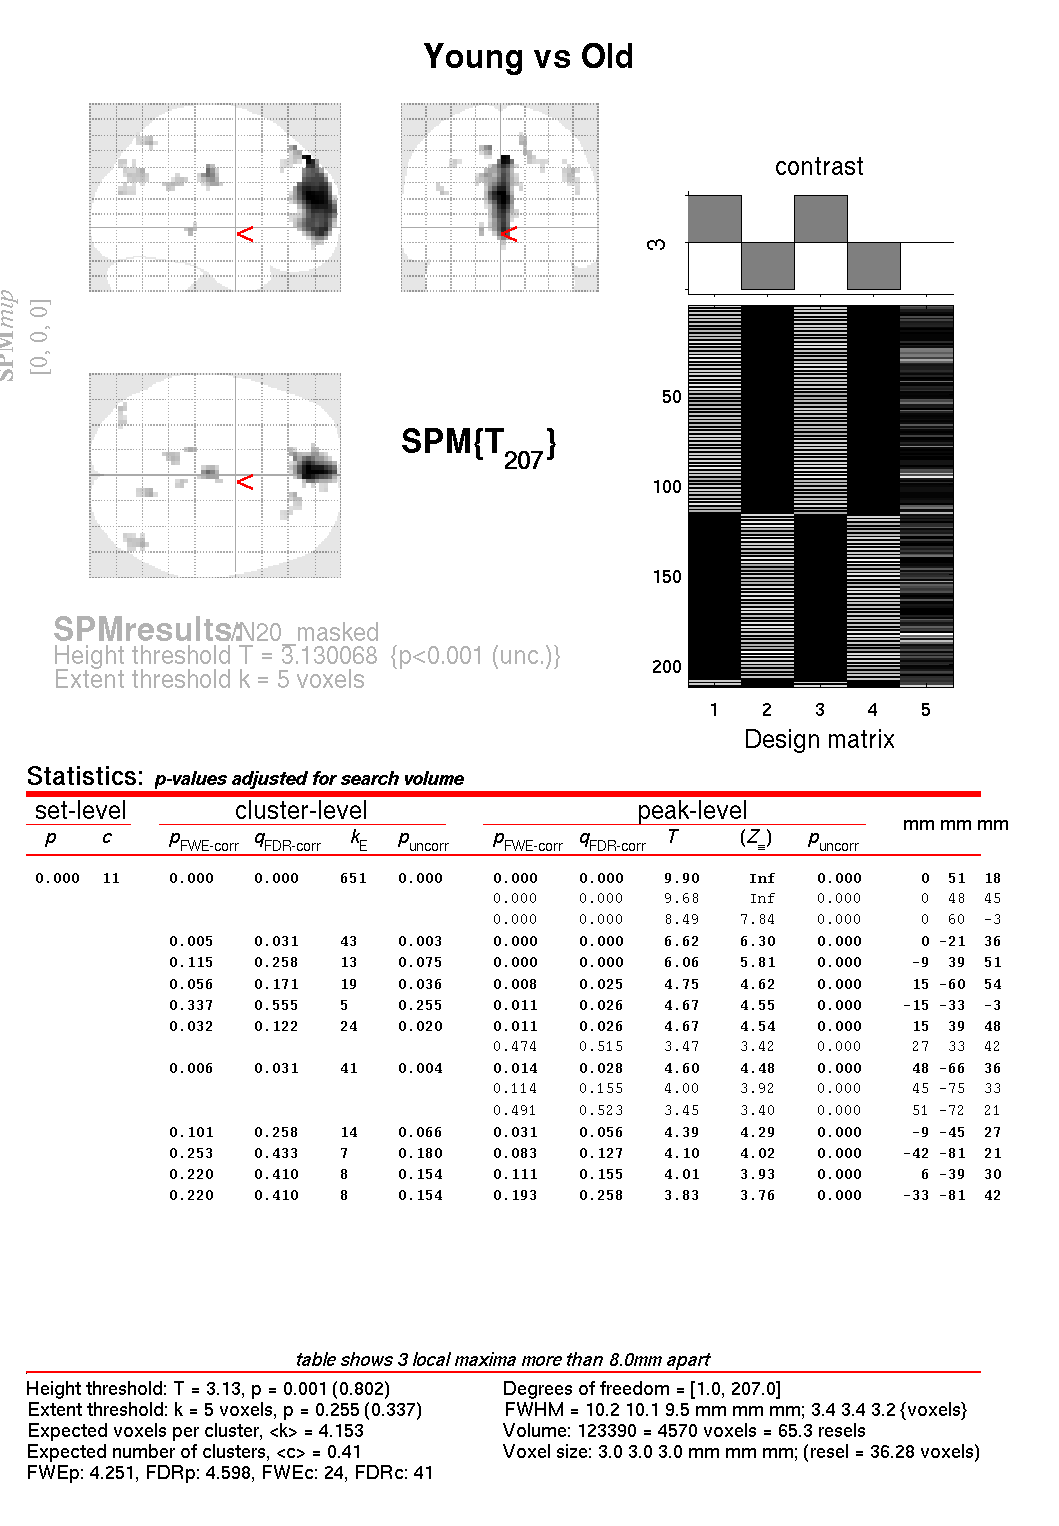 Young vs Old
contrast
3
SPMmip
[0, 0, 0]
<
<
<
SPM{T207}
50
100
150
200
1 2 3 4 5
Design matrix
SPMresults: ./N20_masked
Height threshold T = 3.130068 {p<0.001 (unc.)}
Extent threshold k = 5 voxels
Statistics: p-values adjusted for search volume
set-level cluster-level peak-level
p c pFWE-corr qFDR-corr kE puncorr pFWE-corr qFDR-corr T (Z≡) puncorr mm mm mm
0.000 11 0.000 0.000 651 0.000 0.000 0.000 9.90 Inf 0.000 0 51 18
0.000 0.000 9.68 Inf 0.000 0 48 45
0.000 0.000 8.49 7.84 0.000 0 60 -3
0.005 0.031 43 0.003 0.000 0.000 6.62 6.30 0.000 0 -21 36
0.115 0.258 13 0.075 0.000 0.000 6.06 5.81 0.000 -9 39 51
0.056 0.171 19 0.036 0.008 0.025 4.75 4.62 0.000 15 -60 54
0.337 0.555 5 0.255 0.011 0.026 4.67 4.55 0.000 -15 -33 -3
0.032 0.122 24 0.020 0.011 0.026 4.67 4.54 0.000 15 39 48
0.474 0.515 3.47 3.42 0.000 27 33 42
0.006 0.031 41 0.004 0.014 0.028 4.60 4.48 0.000 48 -66 36
0.114 0.155 4.00 3.92 0.000 45 -75 33
0.491 0.523 3.45 3.40 0.000 51 -72 21
0.101 0.258 14 0.066 0.031 0.056 4.39 4.29 0.000 -9 -45 27
0.253 0.433 7 0.180 0.083 0.127 4.10 4.02 0.000 -42 -81 21
0.220 0.410 8 0.154 0.111 0.155 4.01 3.93 0.000 6 -39 30
0.220 0.410 8 0.154 0.193 0.258 3.83 3.76 0.000 -33 -81 42
table shows 3 local maxima more than 8.0mm apart
Height threshold: T = 3.13, p = 0.001 (0.802)
Extent threshold: k = 5 voxels, p = 0.255 (0.337)
Expected voxels per cluster, <k> = 4.153
Expected number of clusters, <c> = 0.41
FWEp: 4.251, FDRp: 4.598, FWEc: 24, FDRc: 41
Degrees of freedom = [1.0, 207.0]
FWHM = 10.2 10.1 9.5 mm mm mm; 3.4 3.4 3.2 {voxels}
Volume: 123390 = 4570 voxels = 65.3 resels
Voxel size: 3.0 3.0 3.0 mm mm mm; (resel = 36.28 voxels)